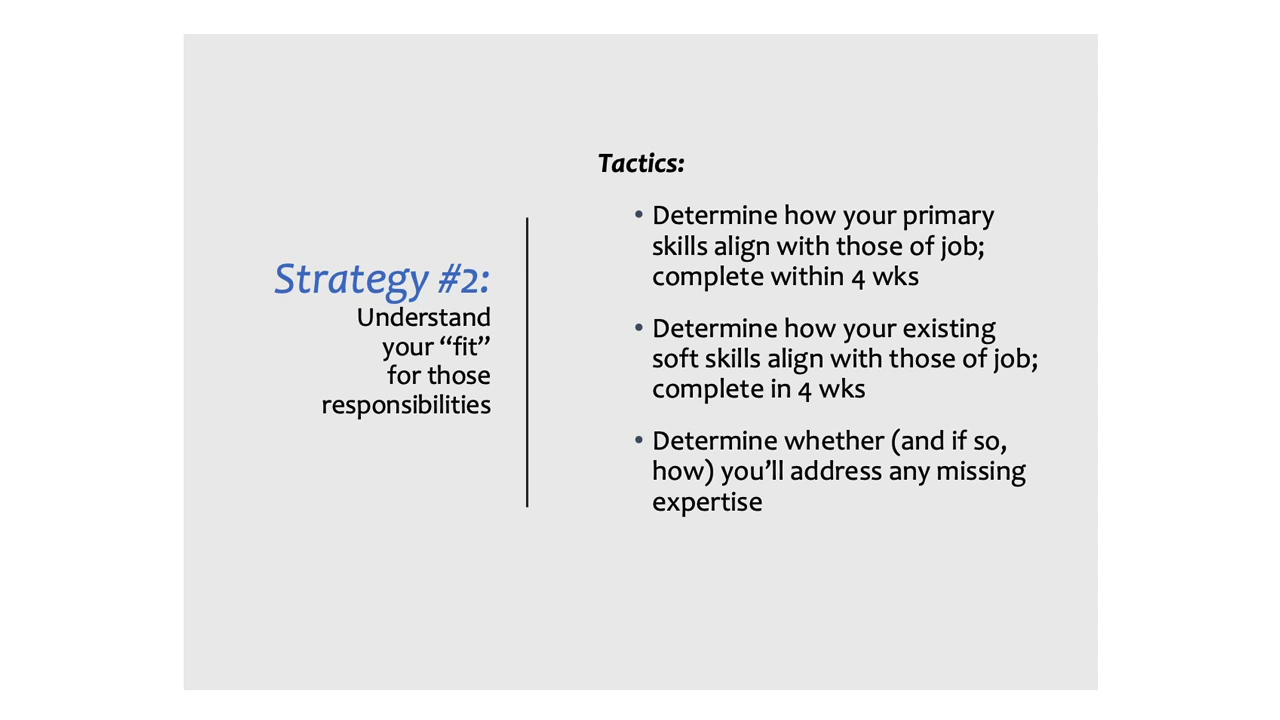 Strategy #2:
Understand
your “fit”
for those
responsibilities
Tactics:
• Determine how your primary
skills align with those of job;
complete within 4 wks
• Determine how your existing
soft skills align with those of job;
complete in 4 wks
• Determine whether (and if so,
how) you’ll address any missing
expertise